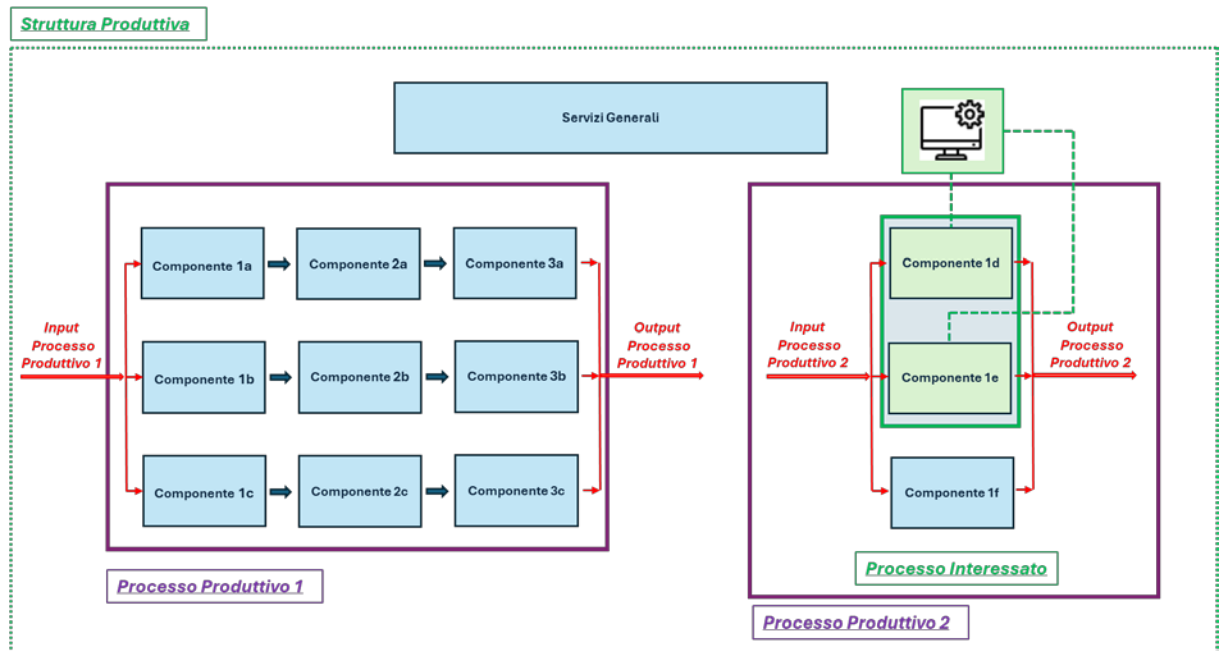 Struttura Produttiva
Servizi Generali
Componente 1a
Componente 2a
Componente 3a
Componente 1b
Componente 2b
Componente 3b
Componente 1c
Componente 2c
Componente 3c
Input
Processo
Produttivo 1
Output
Processo
Produttivo 1
Processo Produttivo 1
Componente 1d
Componente 1e
Componente 1f
Input
Processo
Produttivo 2
Output
Processo
Produttivo 2
Processo Interessato
Processo Produttivo 2